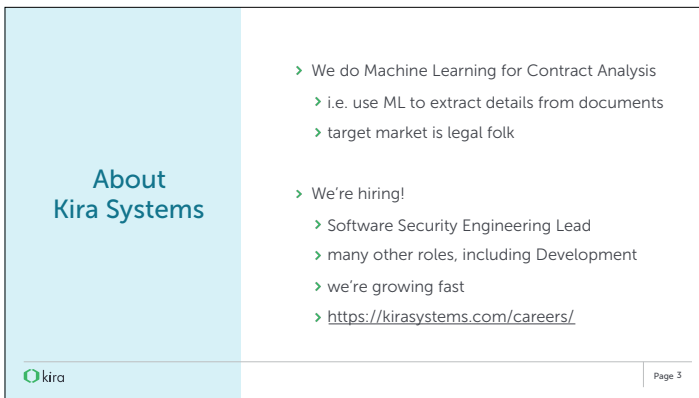 About
Kira Systems
> We do Machine Learning for Contract Analysis
> i.e. use ML to extract details from documents
> target market is legal folk
> We're hiring!
> Software Security Engineering Lead
> many other roles, including Development
> we're growing fast
> https://kirasystems.com/careers/
kira
Page 3